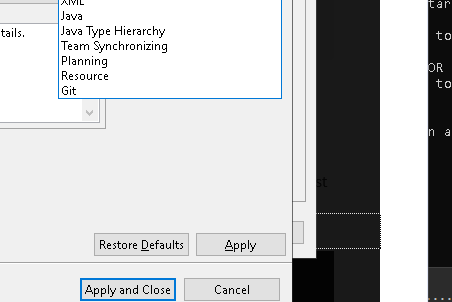 XML
Java
tails.
Java Type Hierarchy
Team Synchronizing
Planning
Resource
Git
Restore Defaults
Apply
Apply and Close
Cancel
tar
to
OR
to
n a
st